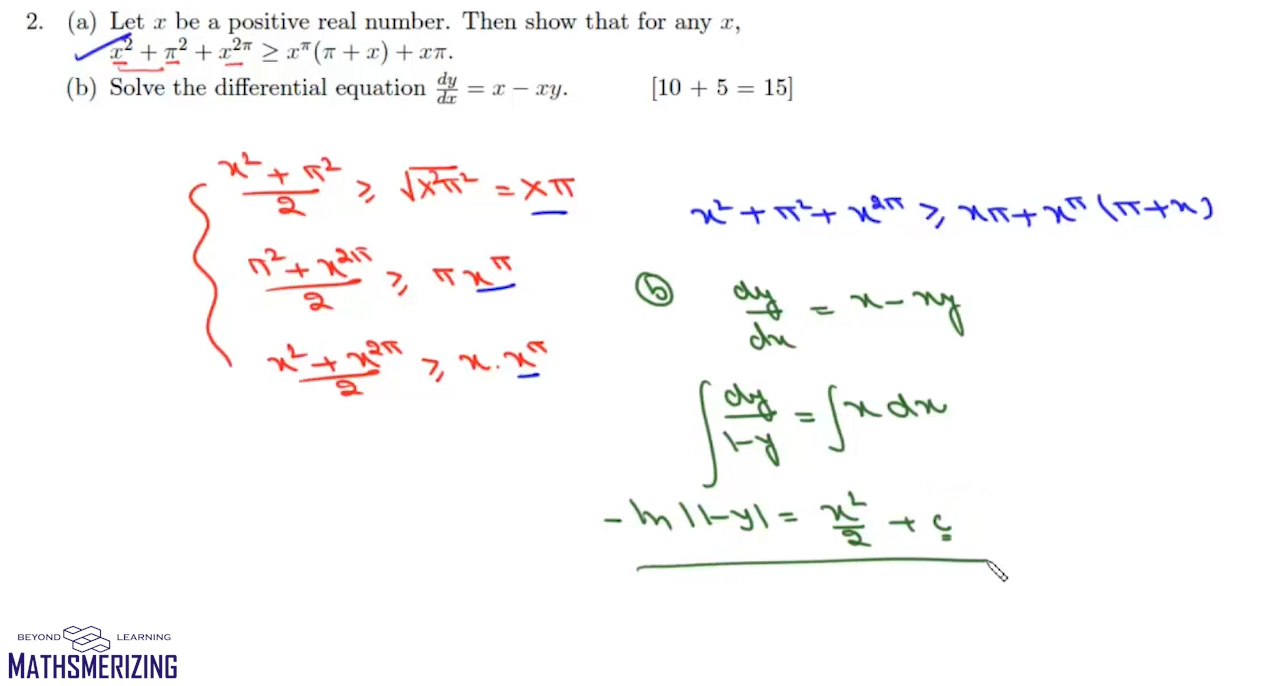 2. (a) Let x be a positive real number. Then show that for any x,
x² + π² + x^{2π} ≥ x^π(π + x) + xπ.
(b) Solve the differential equation dy/dx = x − xy. [10 + 5 = 15]
(x² + π²)/2 ≥ √(x²π²) = xπ
(π² + x^{2π})/2 ≥ πx^π
(x² + x^{2π})/2 ≥ x·x^π
x² + π² + x^{2π} ≥ xπ + x^π(π + x)
(b) dy/dx = x − xy
∫ dy/(1−y) = ∫ x dx
− ln |1−y| = x²/2 + c
BEYOND LEARNING
MATHSMERIZING